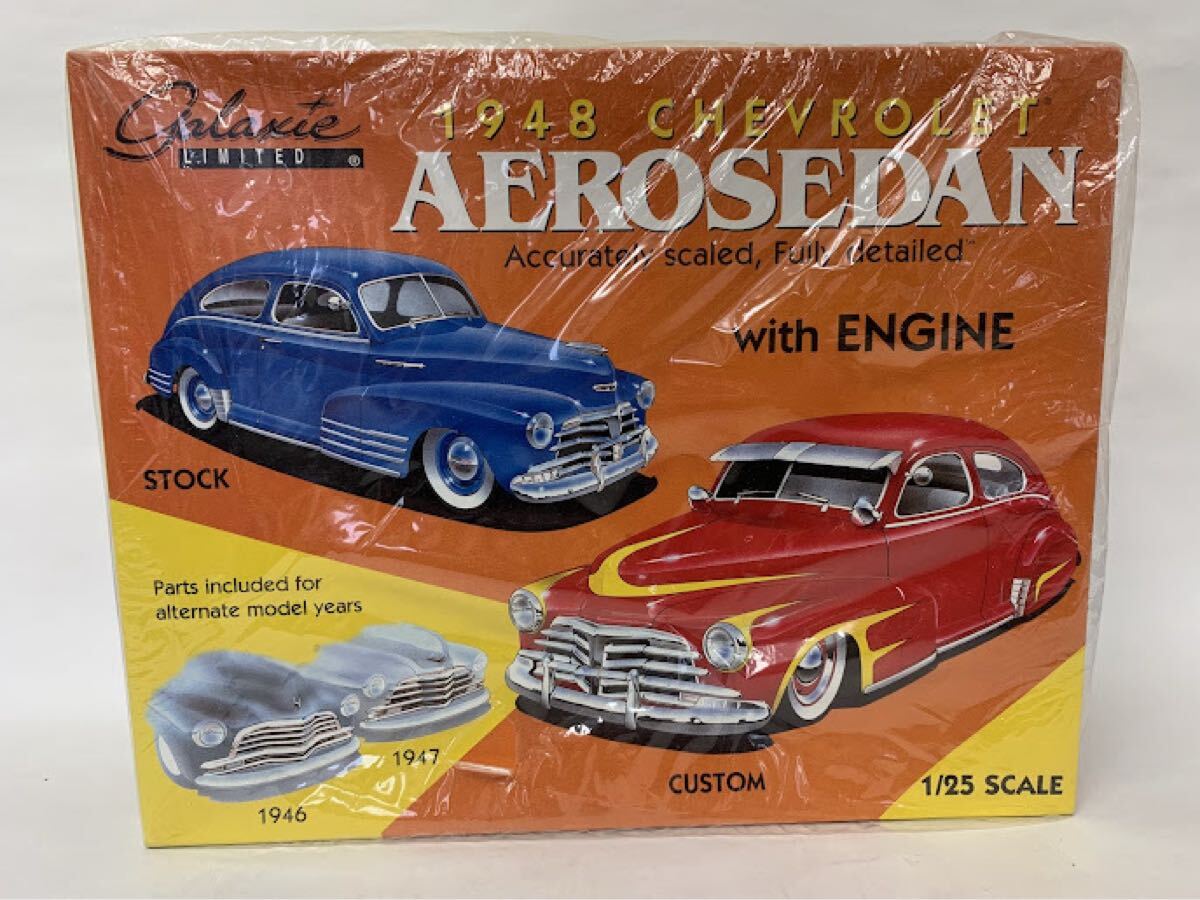 Galaxie
LIMITED ®
1948 CHEVROLET
AEROSEDAN
Accurately scaled, Fully detailed™
with ENGINE
STOCK
Parts included for
alternate model years
1947
1946
CUSTOM
1/25 SCALE